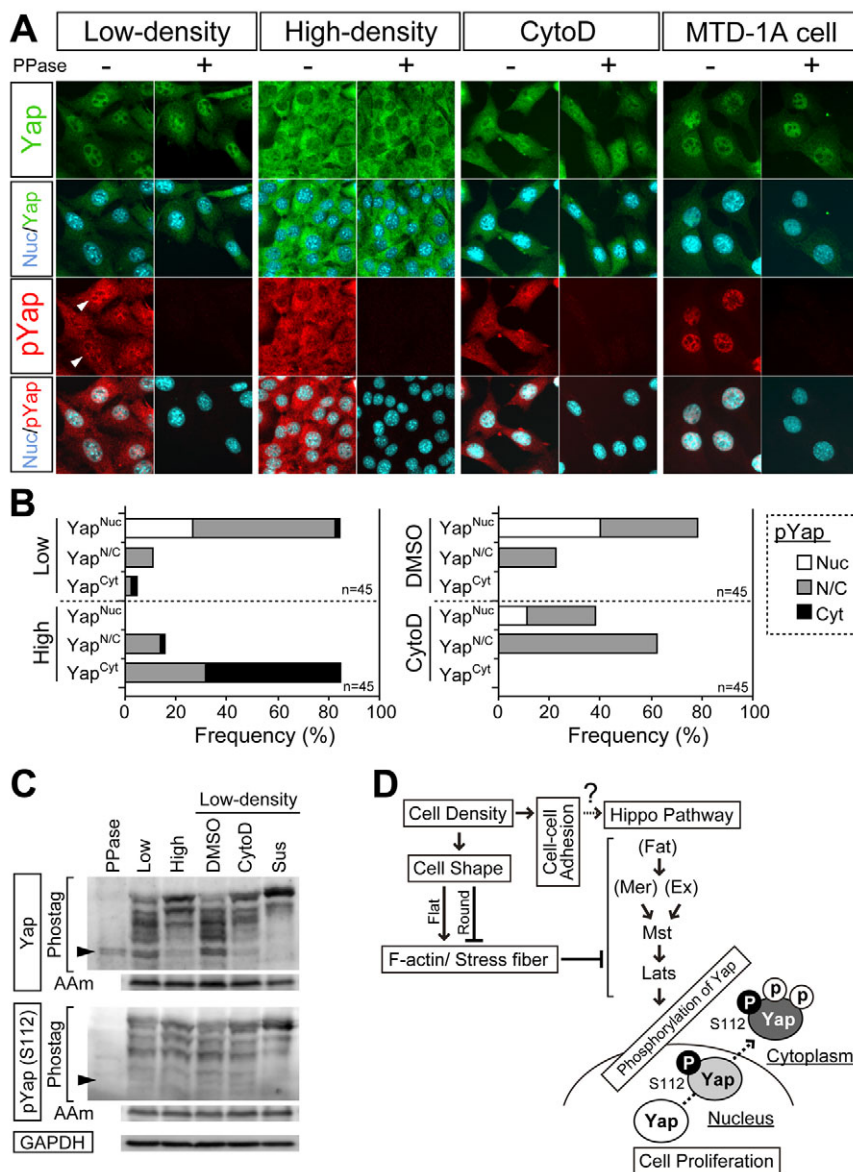 A
Low-density High-density CytoD MTD-1A cell
PPase - + - + - + - +
Yap
Nuc/Yap
pYap
Nuc/pYap
B
Low
Yap^Nuc
Yap^N/C
Yap^Cyt
n=45
High
Yap^Nuc
Yap^N/C
Yap^Cyt
n=45
0 20 40 60 80 100
Frequency (%)
DMSO
Yap^Nuc
Yap^N/C
Yap^Cyt
n=45
CytoD
Yap^Nuc
Yap^N/C
Yap^Cyt
n=45
0 20 40 60 80 100
Frequency (%)
pYap
Nuc
N/C
Cyt
C
Low-density
PPase Low High DMSO CytoD Sus
Yap
Phostag
AAm
pYap (S112)
Phostag
AAm
GAPDH
D
Cell Density
Cell-cell
Adhesion
?
Hippo Pathway
Cell Shape
Flat
Round
F-actin/ Stress fiber
(Fat)
(Mer) (Ex)
Mst
Lats
Phosphorylation of Yap
P p p
S112 Yap
Cytoplasm
P
S112 Yap
Yap Nucleus
Cell Proliferation